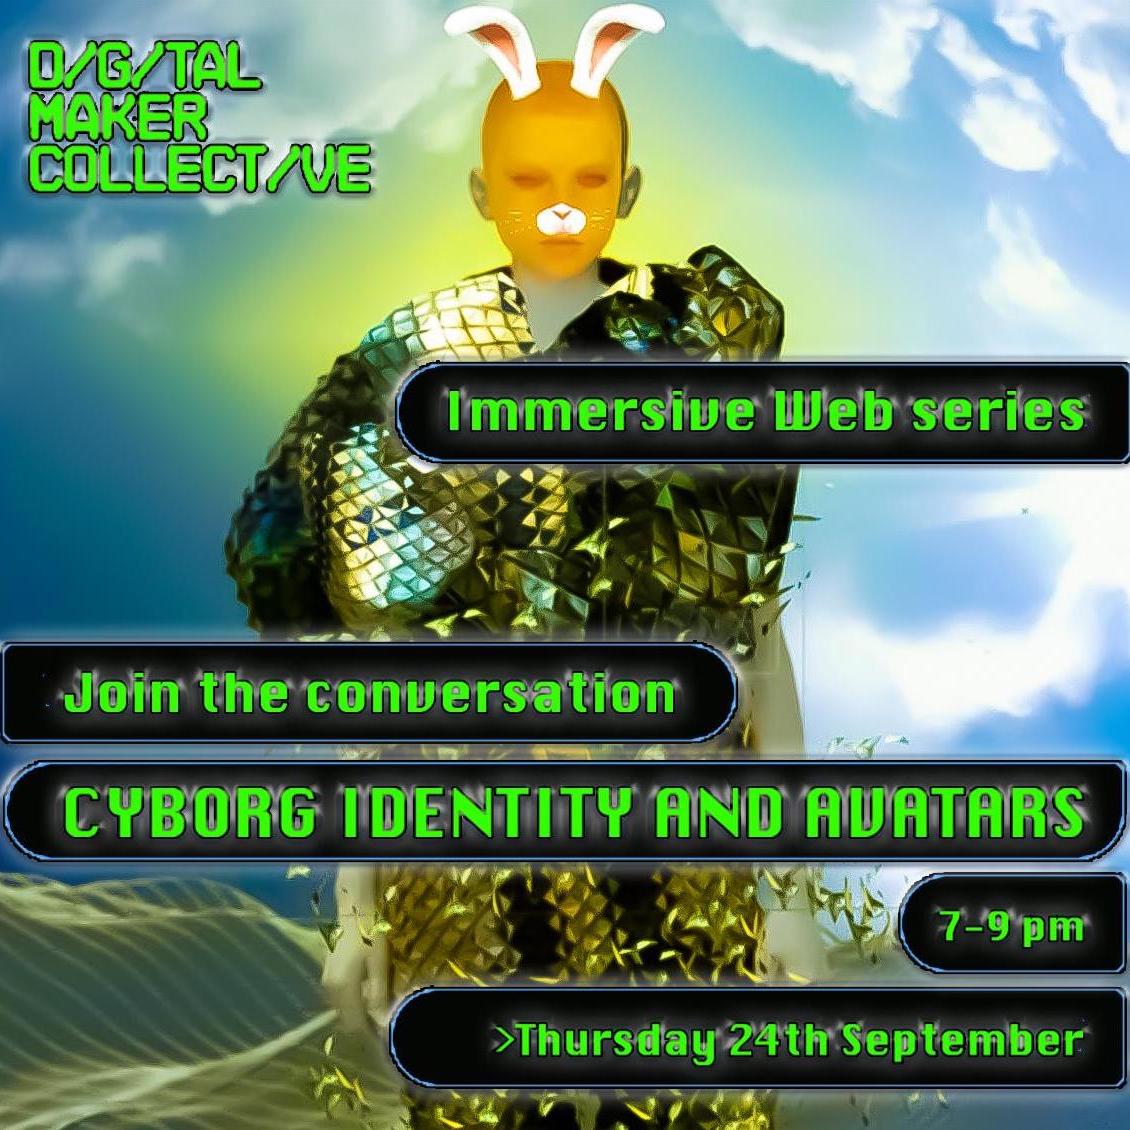 D/G/TAL
MAKER
COLLECT/VE
Immersive Web series
Join the conversation
CYBORG IDENTITY AND AVATARS
7-9 pm
>Thursday 24th September